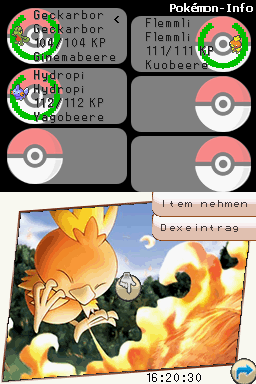 Pokémon-Info
Geckarbor
Geckarbor
104/104 KP
Ginemabeere
Flemmli
Flemmli
111/111 KP
Kuobeere
Hydropi
Hydropi
112/112 KP
Yagobeere
Item nehmen
Dexeintrag
16:20:30